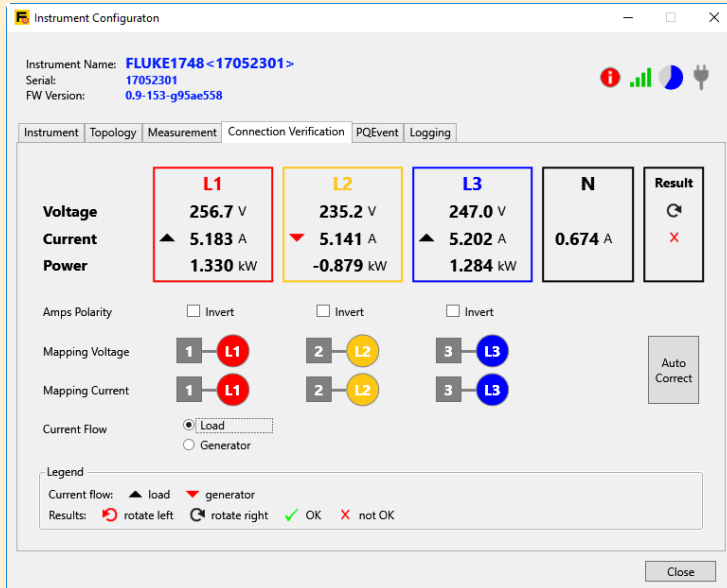 Instrument Configuraton
Instrument Name: FLUKE1748<17052301>
Serial: 17052301
FW Version: 0.9-153-g95ae558
Instrument Topology Measurement Connection Verification PQEvent Logging
L1 L2 L3 N Result
Voltage 256.7 V 235.2 V 247.0 V
Current 5.183 A 5.141 A 5.202 A 0.674 A X
Power 1.330 kW -0.879 kW 1.284 kW
Amps Polarity Invert Invert Invert
Mapping Voltage 1 L1 2 L2 3 L3
Auto Correct
Mapping Current 1 L1 2 L2 3 L3
Current Flow Load
Generator
Legend
Current flow: load generator
Results: rotate left rotate right OK X not OK
Close